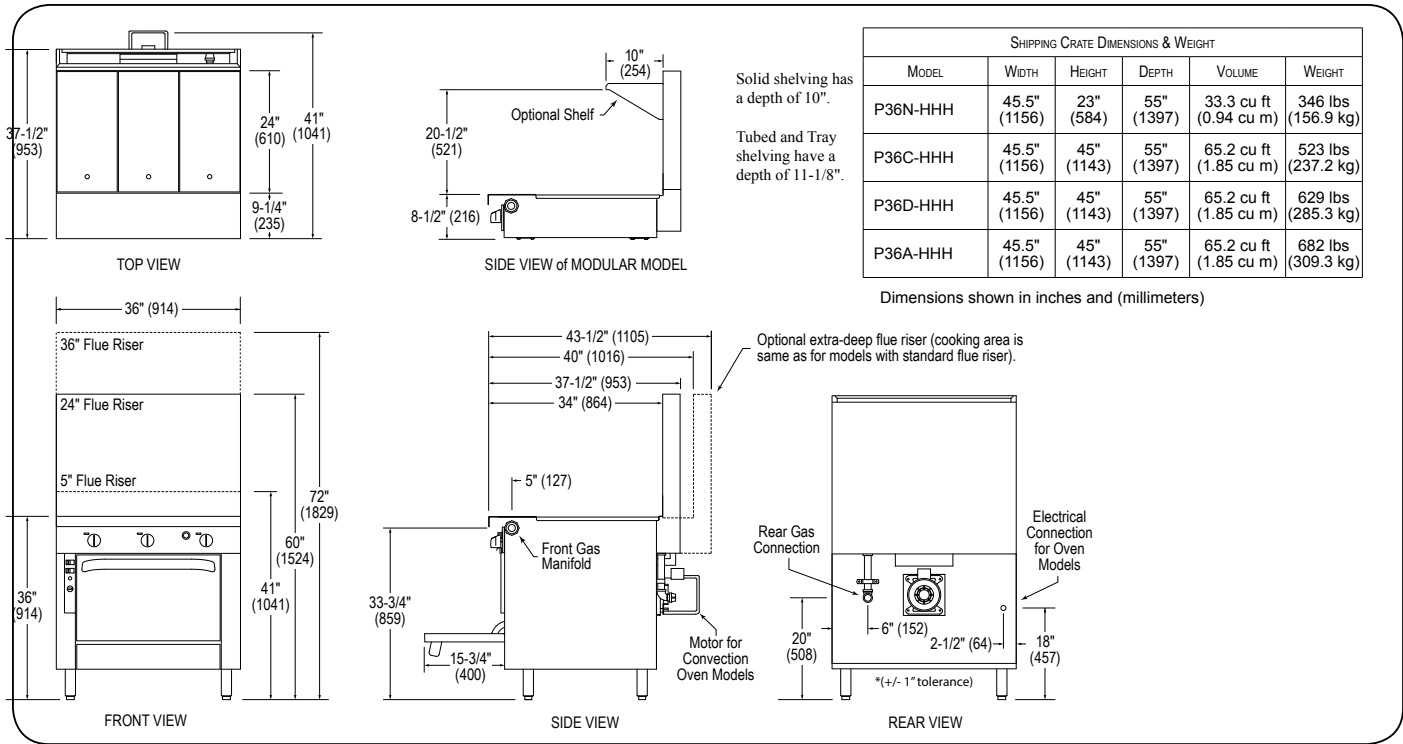 37-1/2"
(953)
24"
(610)
41"
(1041)
9-1/4"
(235)
TOP VIEW
10"
(254)
Optional Shelf
20-1/2"
(521)
8-1/2" (216)
SIDE VIEW of MODULAR MODEL
Solid shelving has
a depth of 10".
Tubed and Tray
shelving have a
depth of 11-1/8".
SHIPPING CRATE DIMENSIONS & WEIGHT
MODEL WIDTH HEIGHT DEPTH VOLUME WEIGHT
P36N-HHH 45.5" (1156) 23" (584) 55" (1397) 33.3 cu ft (0.94 cu m) 346 lbs (156.9 kg)
P36C-HHH 45.5" (1156) 45" (1143) 55" (1397) 65.2 cu ft (1.85 cu m) 523 lbs (237.2 kg)
P36D-HHH 45.5" (1156) 45" (1143) 55" (1397) 65.2 cu ft (1.85 cu m) 629 lbs (285.3 kg)
P36A-HHH 45.5" (1156) 45" (1143) 55" (1397) 65.2 cu ft (1.85 cu m) 682 lbs (309.3 kg)
Dimensions shown in inches and (millimeters)
36" (914)
36" Flue Riser
24" Flue Riser
5" Flue Riser
72"
(1829)
60"
(1524)
41"
(1041)
36"
(914)
FRONT VIEW
43-1/2" (1105)
40" (1016)
37-1/2" (953)
34" (864)
Optional extra-deep flue riser (cooking area is
same as for models with standard flue riser).
5" (127)
Front Gas
Manifold
33-3/4"
(859)
15-3/4"
(400)
Motor for
Convection
Oven Models
SIDE VIEW
Rear Gas
Connection
Electrical
Connection
for Oven
Models
20"
(508)
6" (152)
2-1/2" (64)
18"
(457)
*(+/- 1" tolerance)
REAR VIEW